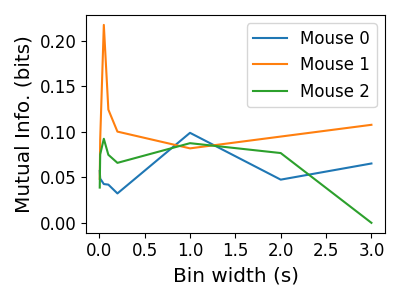 Mutual Info. (bits)
0.20
0.15
0.10
0.05
0.00
Mouse 0
Mouse 1
Mouse 2
0.0 0.5 1.0 1.5 2.0 2.5 3.0
Bin width (s)